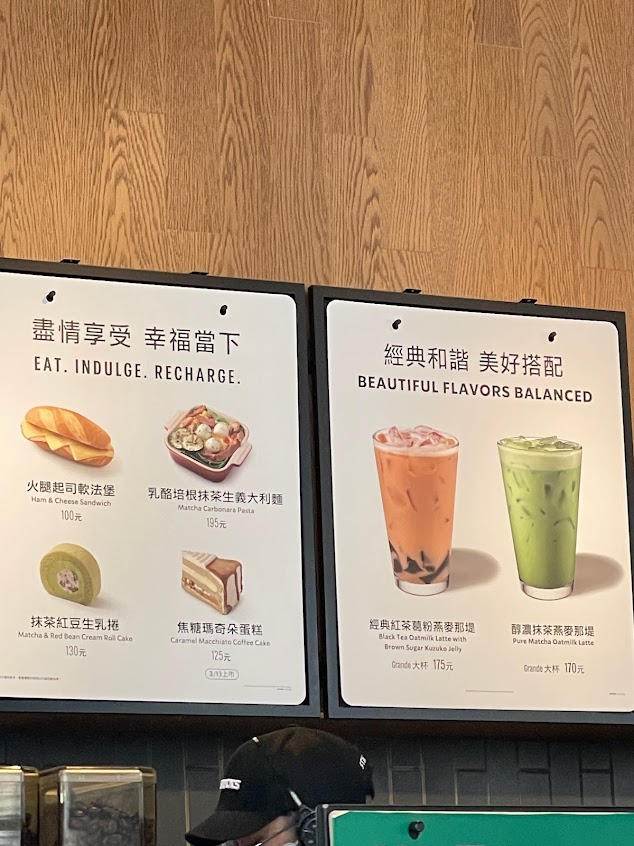 盡情享受 幸福當下
EAT. INDULGE. RECHARGE.
火腿起司軟法堡
Ham & Cheese Sandwich
100元
乳酪培根抹茶生義大利麵
Matcha Carbonara Pasta
195元
抹茶紅豆生乳捲
Matcha & Red Bean Cream Roll Cake
130元
焦糖瑪奇朵蛋糕
Caramel Macchiato Coffee Cake
125元
3/13上市
經典和諧 美好搭配
BEAUTIFUL FLAVORS BALANCED
經典紅茶葛粉燕麥那堤
Black Tea Oatmilk Latte with
Brown Sugar Kuzuko Jelly
Grande 大杯 175元
醇濃抹茶燕麥那堤
Pure Matcha Oatmilk Latte
Grande 大杯 170元